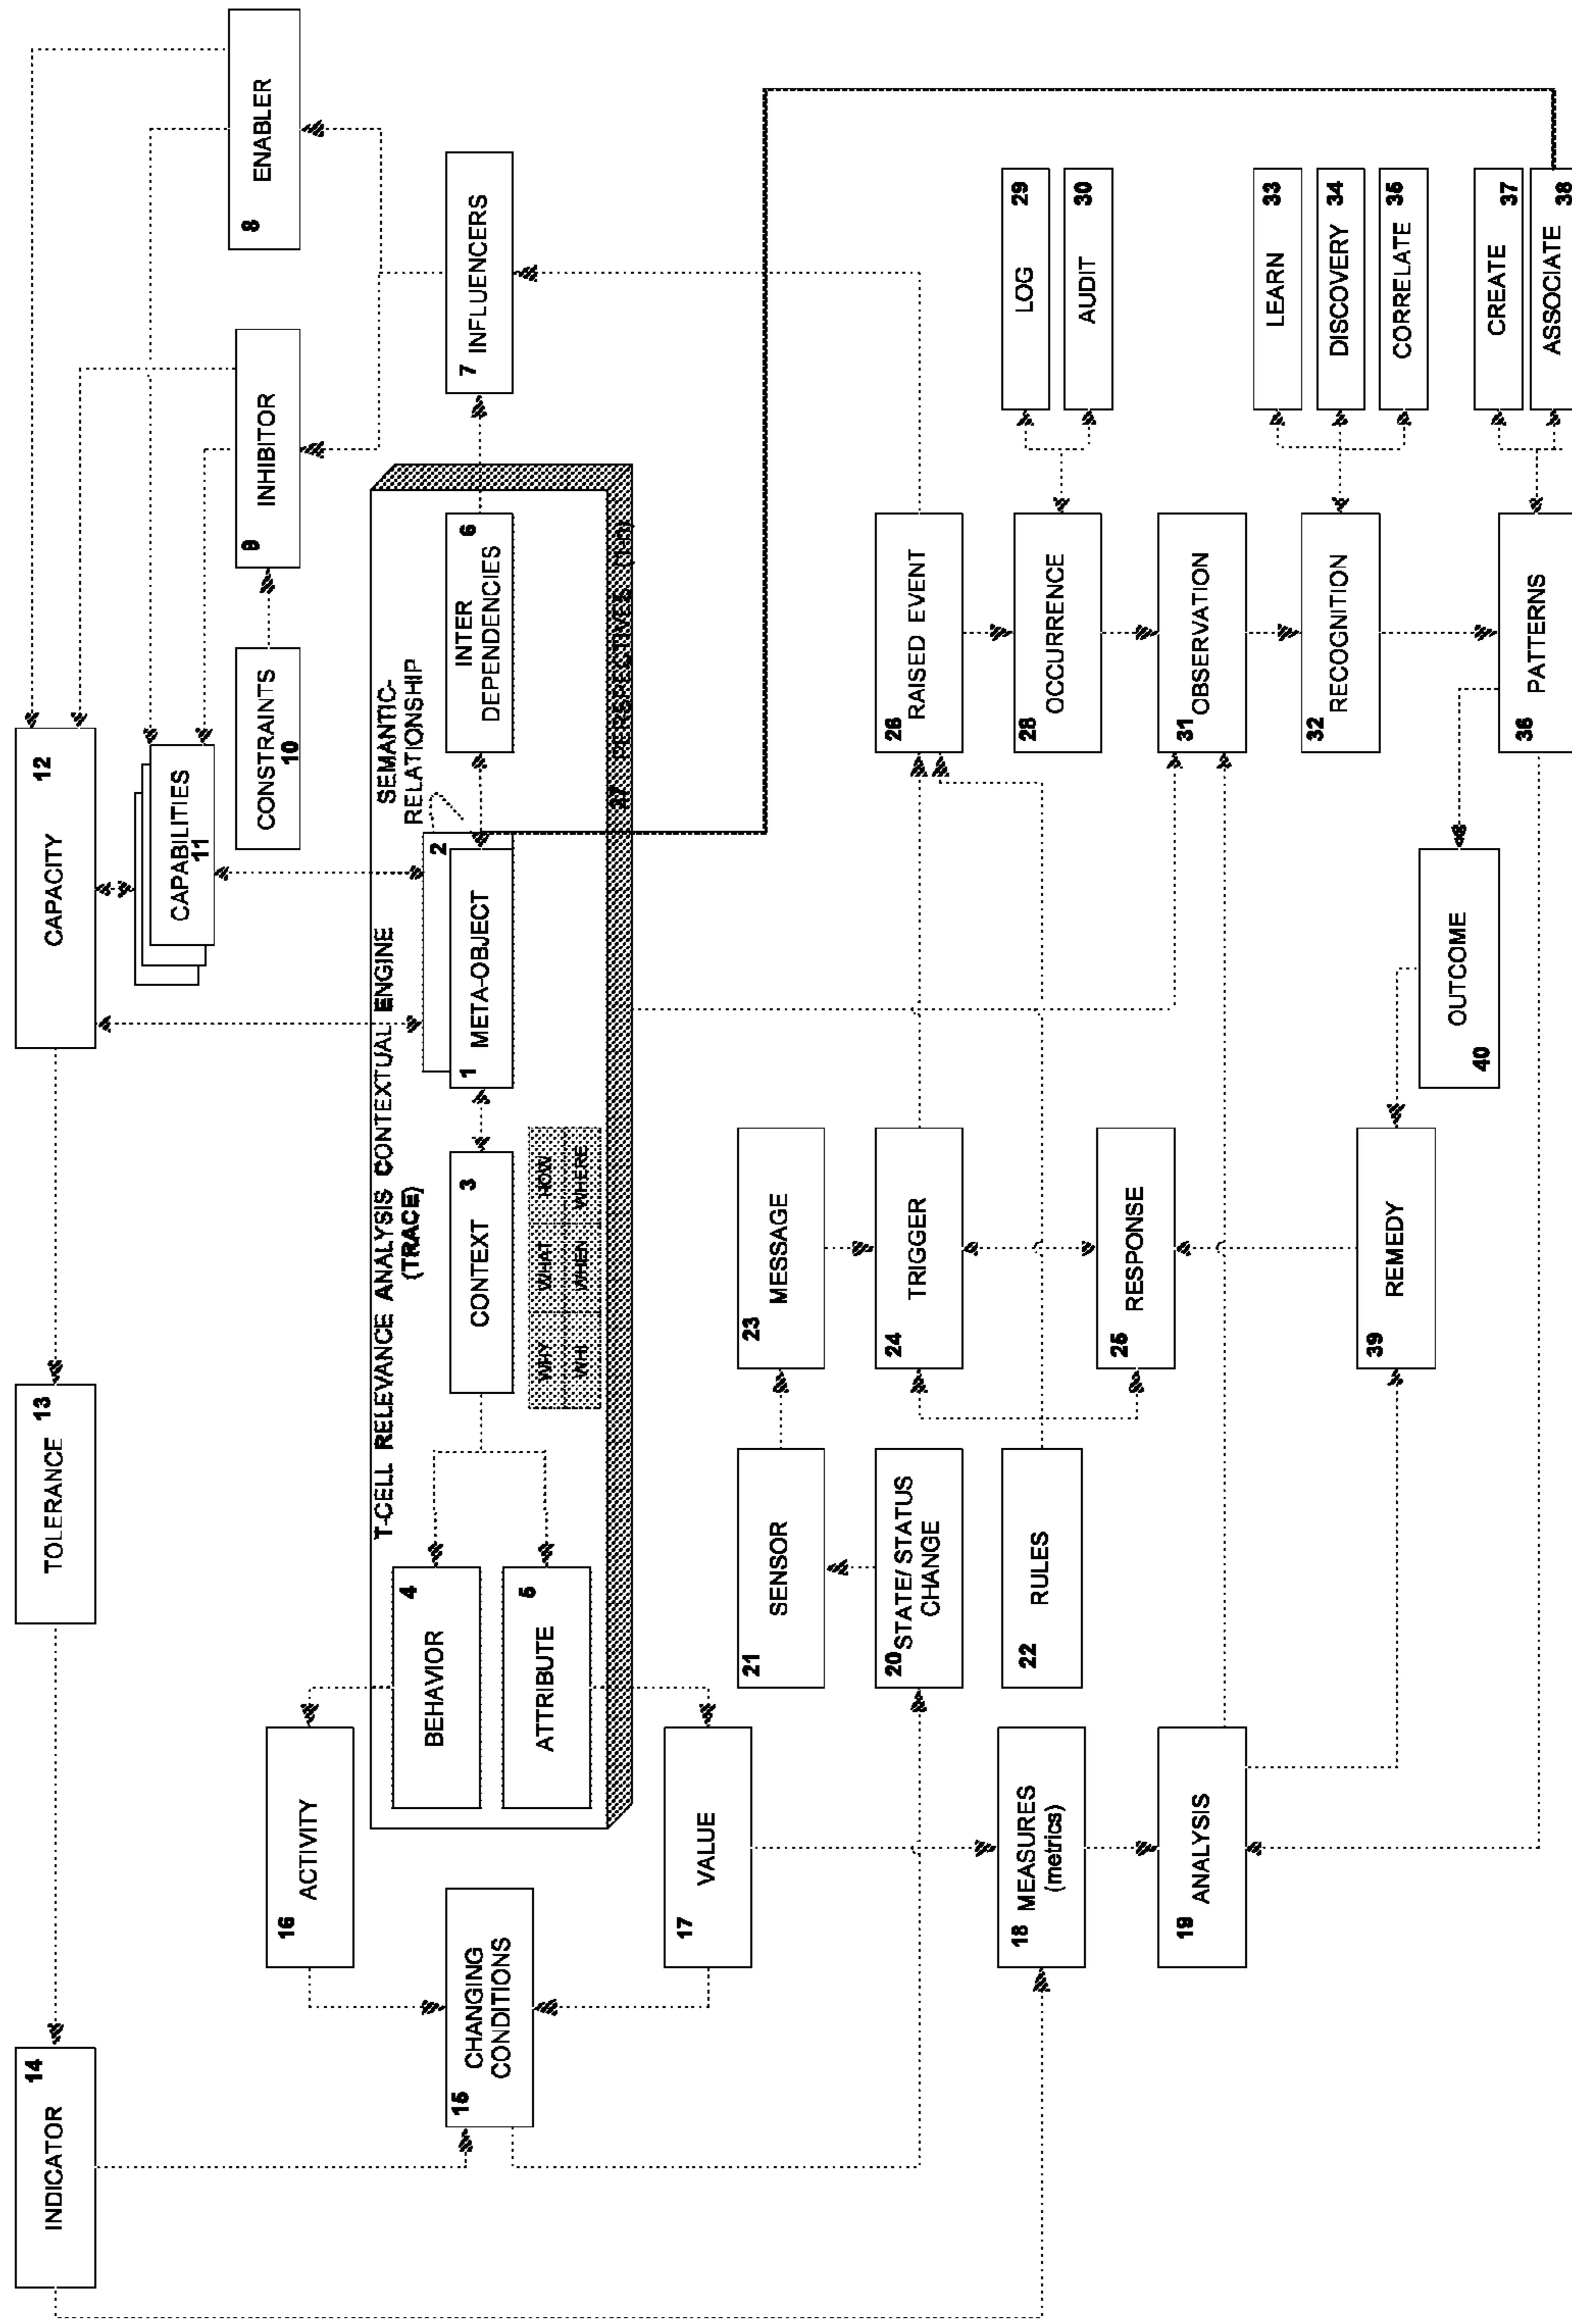 INDICATOR
14
TOLERANCE
13
CAPACITY
12
CAPABILITIES
11
CONSTRAINTS
10
INHIBITOR
9
ENABLER
8
ACTIVITY
16
T-CELL RELEVANCE ANALYSIS CONTEXTUAL ENGINE
(TRACE)
SEMANTIC-
RELATIONSHIP
BEHAVIOR
4
ATTRIBUTE
5
CONTEXT
3
WHY
WHAT
HOW
WHEN
WHERE
META-OBJECT
1
2
INTER
DEPENDENCIES
6
27 PERSPECTIVES
7 INFLUENCERS
15
CHANGING
CONDITIONS
17
VALUE
21
SENSOR
23
MESSAGE
20
STATE/ STATUS
CHANGE
24
TRIGGER
26
RAISED EVENT
18 MEASURES
(metrics)
22
RULES
28
OCCURRENCE
LOG
29
AUDIT
30
19
ANALYSIS
25
RESPONSE
31
OBSERVATION
32
RECOGNITION
LEARN
33
DISCOVERY
34
CORRELATE
35
39
REMEDY
40
OUTCOME
36
PATTERNS
CREATE
37
ASSOCIATE
38